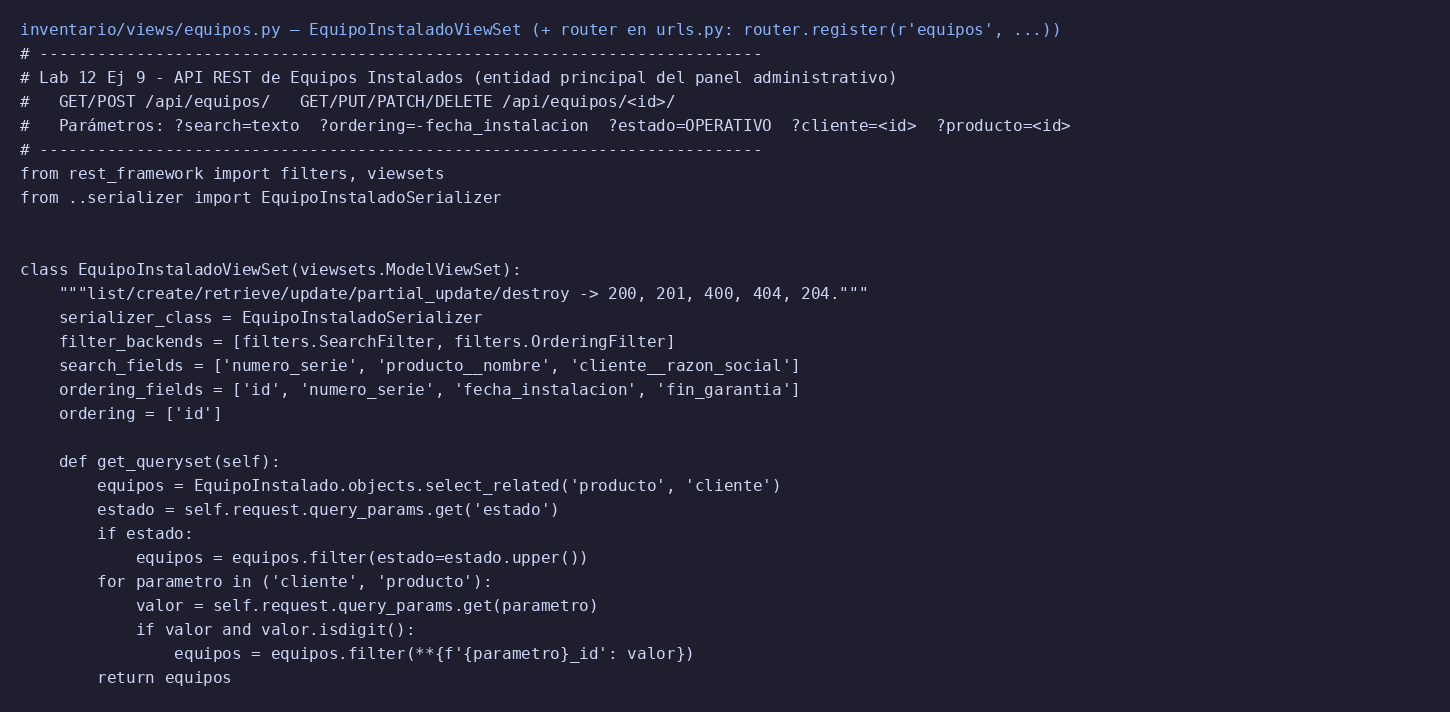 inventario/views/equipos.py — EquipoInstaladoViewSet (+ router en urls.py: router.register(r'equipos', ...))
# ---------------------------------------------------------------------------
# Lab 12 Ej 9 - API REST de Equipos Instalados (entidad principal del panel administrativo)
#   GET/POST /api/equipos/   GET/PUT/PATCH/DELETE /api/equipos/<id>/
#   Parámetros: ?search=texto  ?ordering=-fecha_instalacion  ?estado=OPERATIVO  ?cliente=<id>  ?producto=<id>
# ---------------------------------------------------------------------------
from rest_framework import filters, viewsets
from ..serializer import EquipoInstaladoSerializer


class EquipoInstaladoViewSet(viewsets.ModelViewSet):
    """list/create/retrieve/update/partial_update/destroy -> 200, 201, 400, 404, 204."""
    serializer_class = EquipoInstaladoSerializer
    filter_backends = [filters.SearchFilter, filters.OrderingFilter]
    search_fields = ['numero_serie', 'producto__nombre', 'cliente__razon_social']
    ordering_fields = ['id', 'numero_serie', 'fecha_instalacion', 'fin_garantia']
    ordering = ['id']

    def get_queryset(self):
        equipos = EquipoInstalado.objects.select_related('producto', 'cliente')
        estado = self.request.query_params.get('estado')
        if estado:
            equipos = equipos.filter(estado=estado.upper())
        for parametro in ('cliente', 'producto'):
            valor = self.request.query_params.get(parametro)
            if valor and valor.isdigit():
                equipos = equipos.filter(**{f'{parametro}_id': valor})
        return equipos